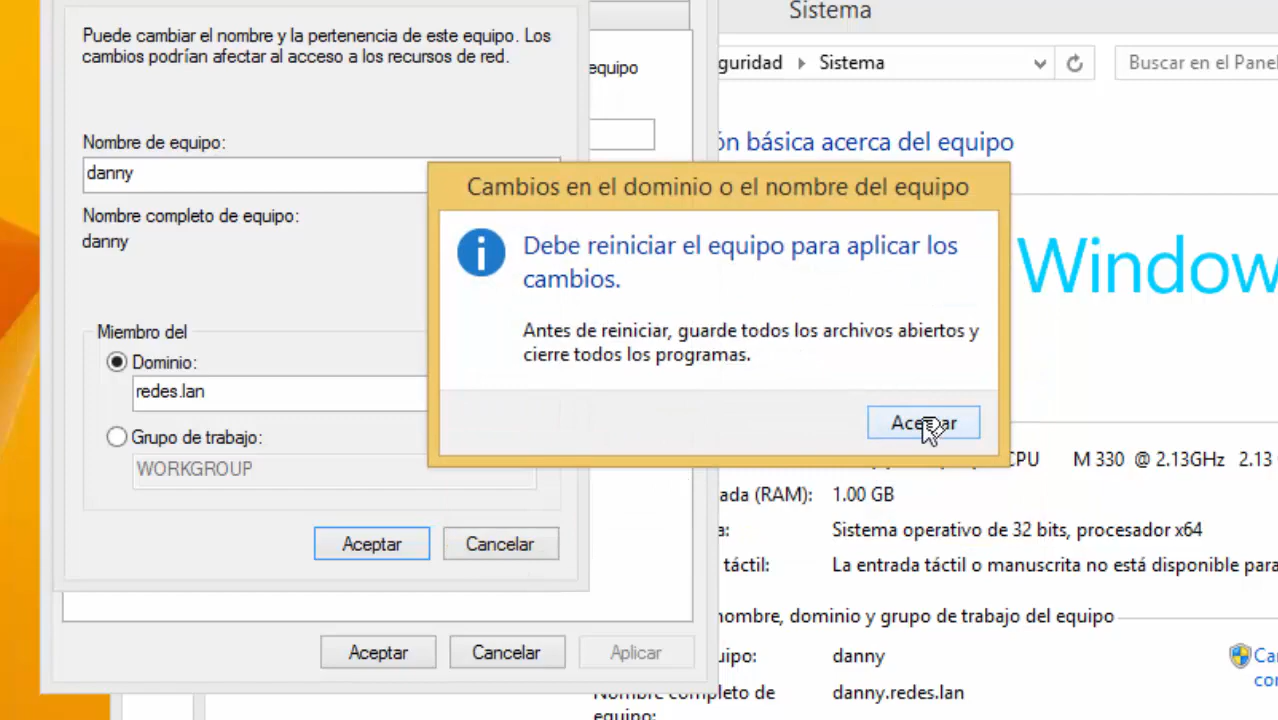 Sistema
Puede cambiar el nombre y la pertenencia de este equipo. Los
cambios podrían afectar al acceso a los recursos de red.
equipo
guridad
Sistema
Buscar en el Pane
Nombre de equipo:
danny
ón básica acerca del equipo
Nombre completo de equipo:
danny
Cambios en el dominio o el nombre del equipo
Debe reiniciar el equipo para aplicar los
cambios.
Antes de reiniciar, guarde todos los archivos abiertos y
cierre todos los programas.
Aceptar
Window
Miembro del
Dominio:
redes.lan
Grupo de trabajo:
WORKGROUP
Aceptar
Cancelar
CPU M 330 @ 2.13GHz 2.13
ada (RAM): 1.00 GB
a: Sistema operativo de 32 bits, procesador x64
táctil: La entrada táctil o manuscrita no está disponible para
nombre, dominio y grupo de trabajo del equipo
Aceptar
Cancelar
Aplicar
uipo: danny
Nombre completo de danny.redes.lan
equipo:
Ca
co